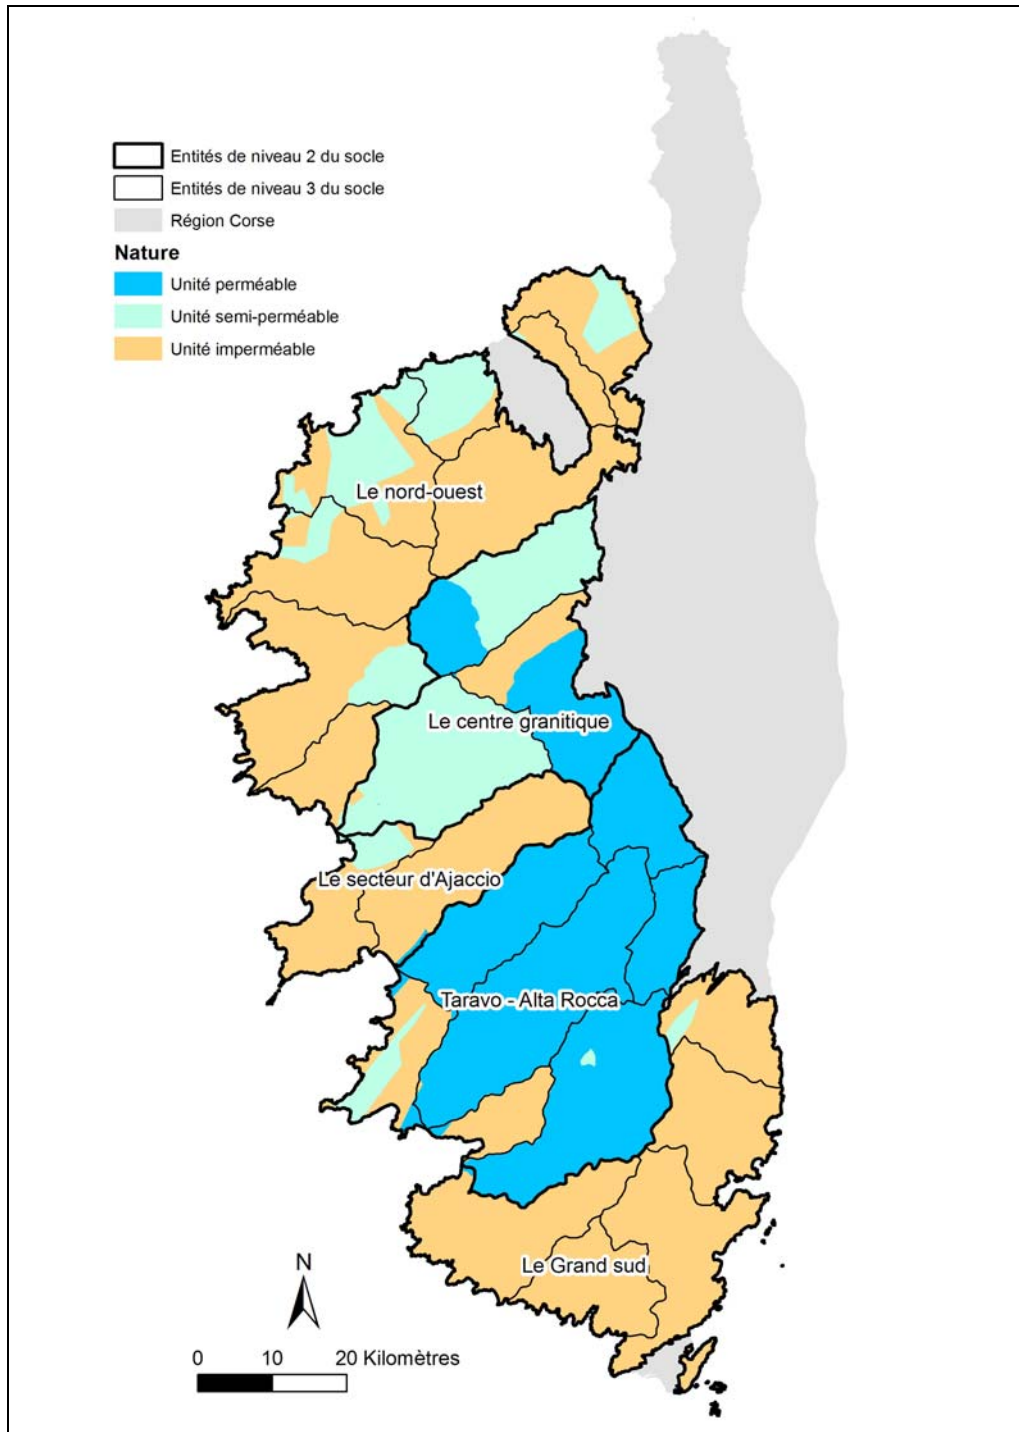 Entités de niveau 2 du socle
Entités de niveau 3 du socle
Région Corse
Nature
Unité perméable
Unité semi-perméable
Unité imperméable
Le nord-ouest
Le centre granitique
Le secteur d'Ajaccio
Taravo - Alta Rocca
Le Grand sud
N
0 10 20 Kilomètres